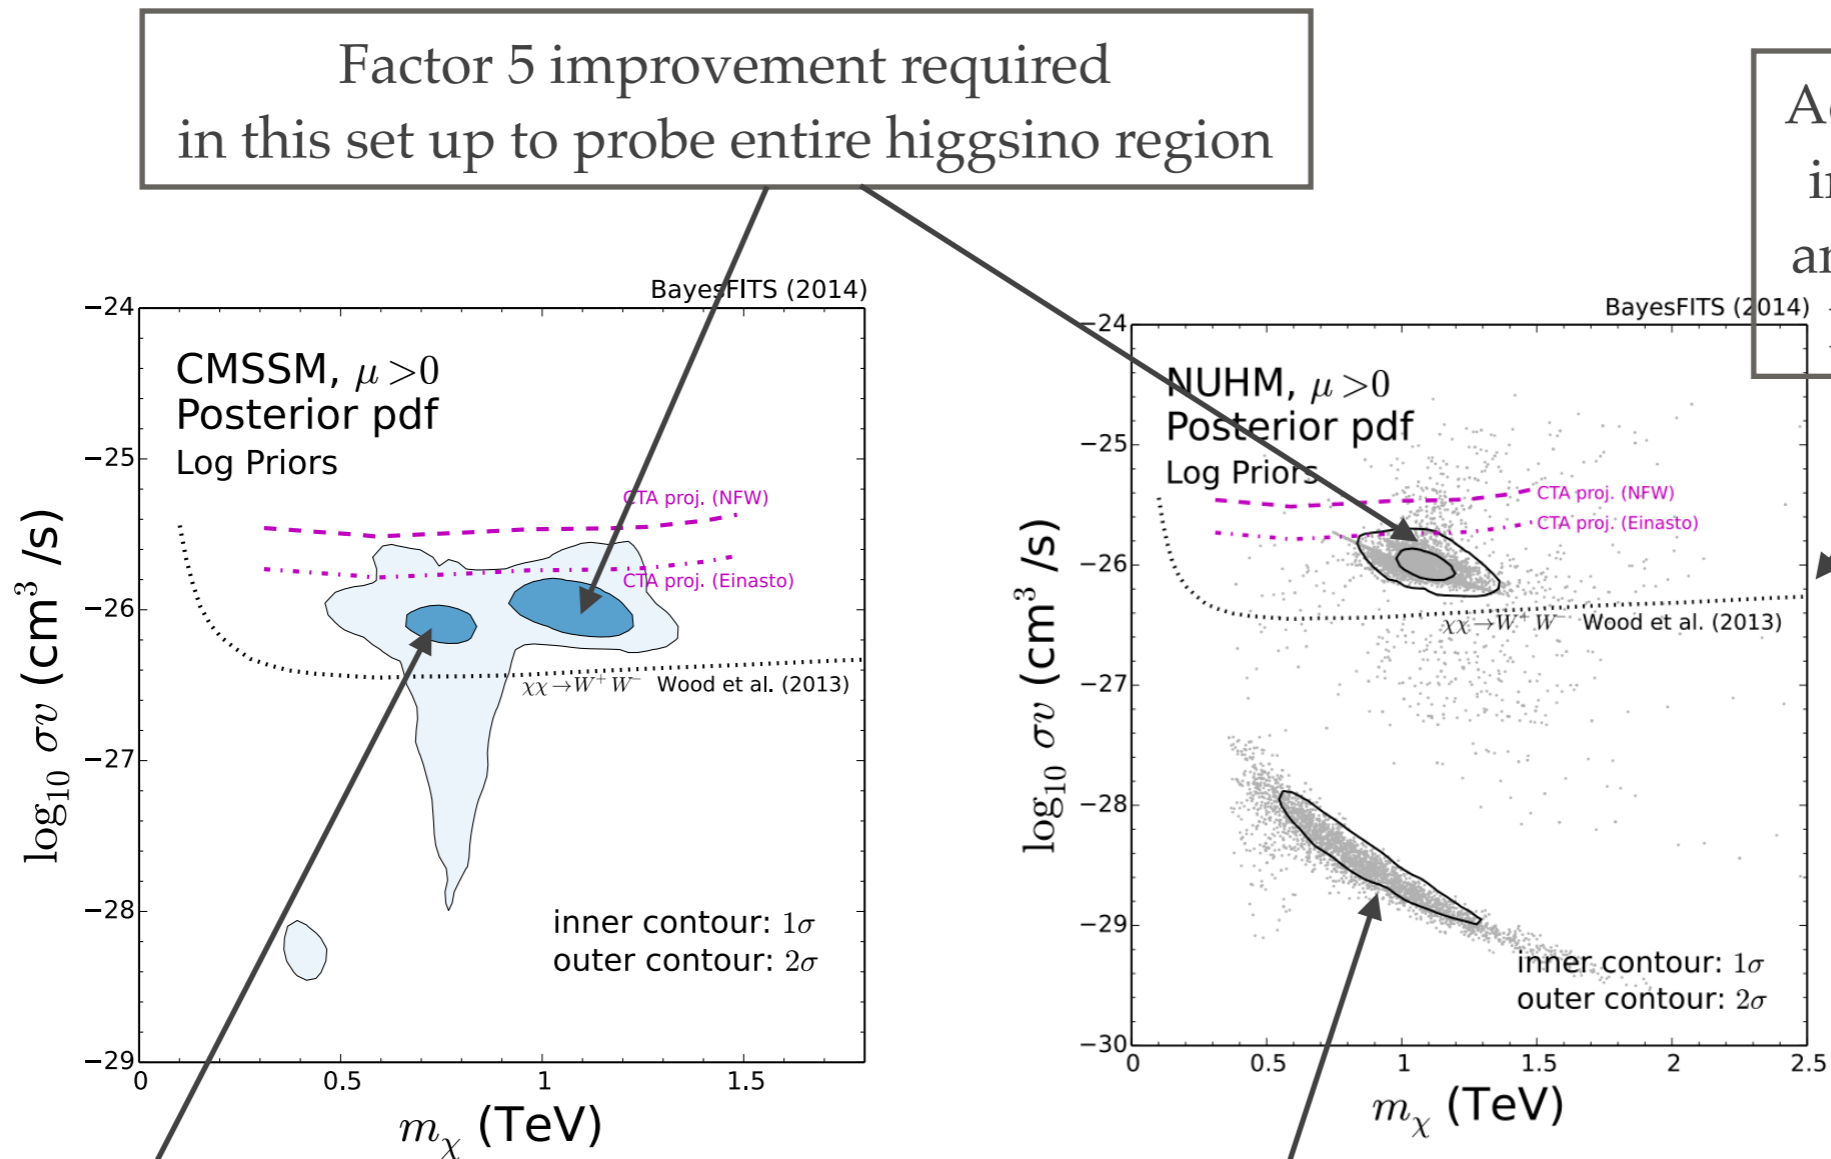 Factor 5 improvement required
in this set up to probe entire higgsino region
BayesFITS (2014)
CMSSM, μ >0
Posterior pdf
Log Priors
CTA proj. (NFW)
CTA proj. (Einasto)
χχ→W⁺W⁻ Wood et al. (2013)
inner contour: 1σ
outer contour: 2σ
−24
−25
−26
−27
−28
−29
0 0.5 1 1.5
log₁₀ σv (cm³ /s)
mχ (TeV)
BayesFITS (2014)
NUHM, μ >0
Posterior pdf
Log Priors
CTA proj. (NFW)
CTA proj. (Einasto)
χχ→W⁺W⁻ Wood et al. (2013)
inner contour: 1σ
outer contour: 2σ
−24
−25
−26
−27
−28
−29
−30
0 0.5 1 1.5 2 2.5
log₁₀ σv (cm³ /s)
mχ (TeV)